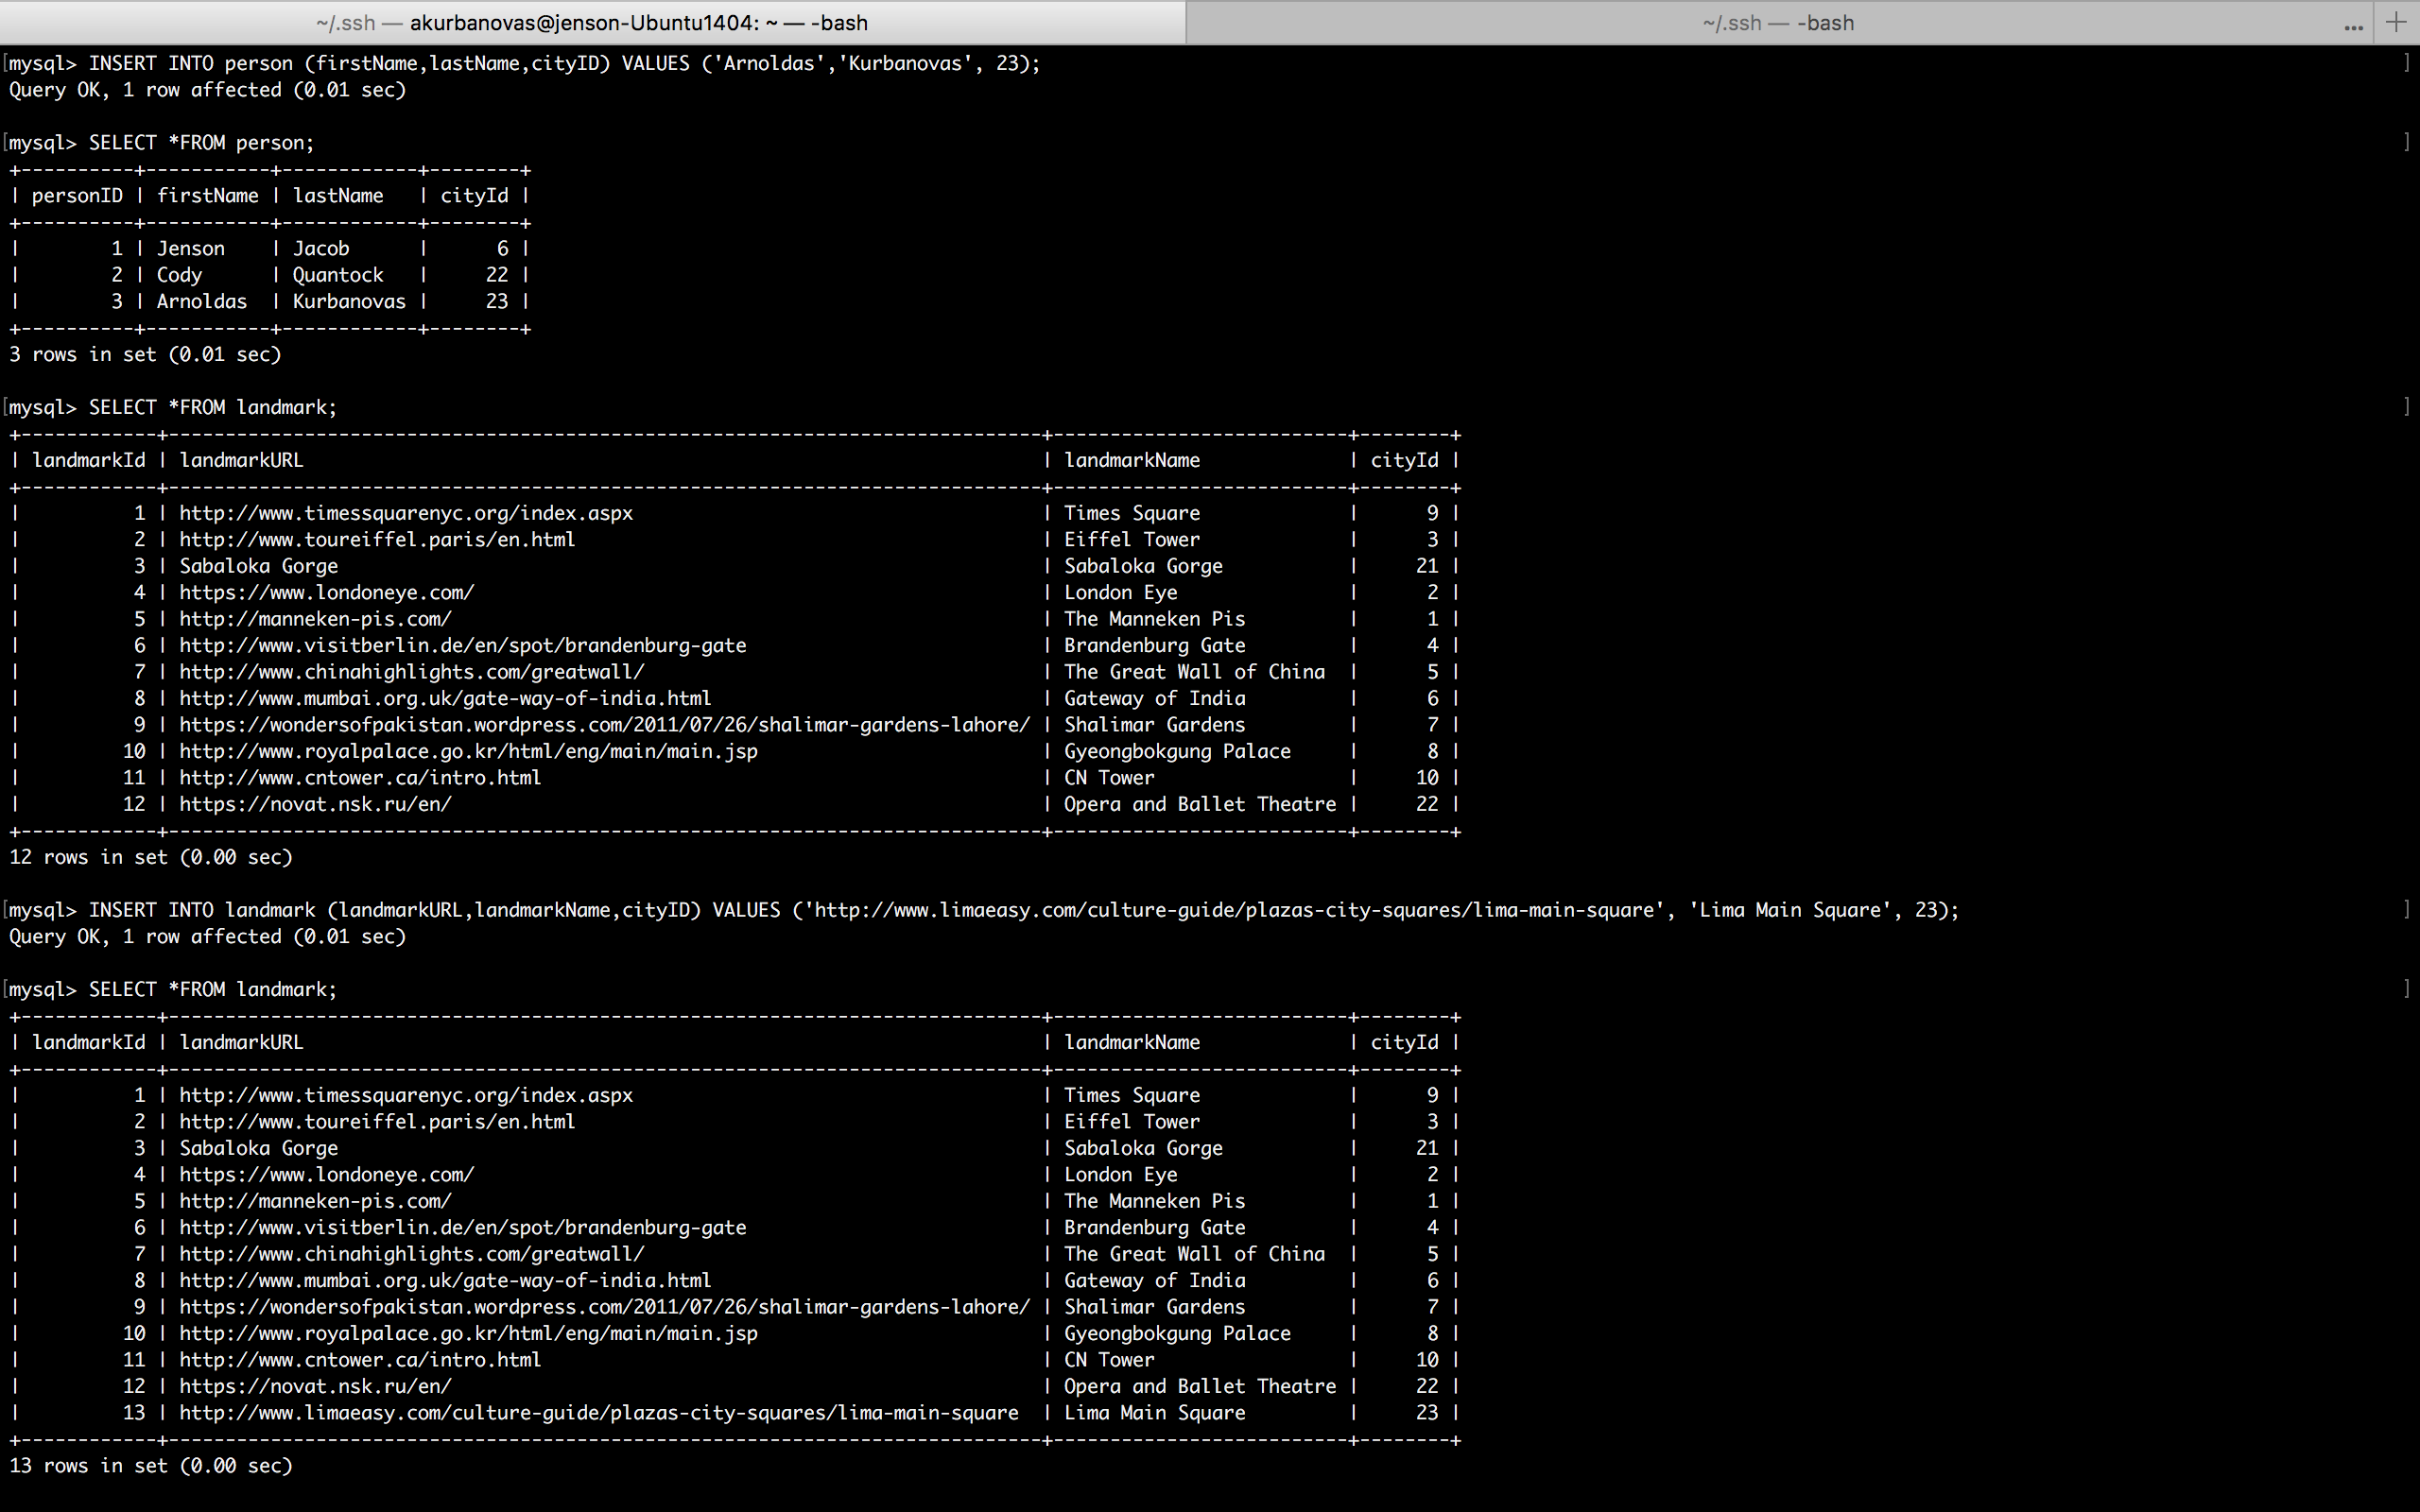 ~/.ssh — akurbanovas@jenson-Ubuntu1404: ~ — -bash
~/.ssh — -bash
... +
[mysql> INSERT INTO person (firstName,lastName,cityID) VALUES ('Arnoldas','Kurbanovas', 23); ]
Query OK, 1 row affected (0.01 sec)

[mysql> SELECT *FROM person; ]
+----------+-----------+------------+--------+
| personID | firstName | lastName   | cityId |
+----------+-----------+------------+--------+
|        1 | Jenson    | Jacob      |      6 |
|        2 | Cody      | Quantock   |     22 |
|        3 | Arnoldas  | Kurbanovas |     23 |
+----------+-----------+------------+--------+
3 rows in set (0.01 sec)

[mysql> SELECT *FROM landmark; ]
+------------+-----------------------------------------------------------------------------+--------------------------+--------+
| landmarkId | landmarkURL                                                                 | landmarkName             | cityId |
+------------+-----------------------------------------------------------------------------+--------------------------+--------+
|          1 | http://www.timessquarenyc.org/index.aspx                                    | Times Square             |      9 |
|          2 | http://www.toureiffel.paris/en.html                                         | Eiffel Tower             |      3 |
|          3 | Sabaloka Gorge                                                              | Sabaloka Gorge           |     21 |
|          4 | https://www.londoneye.com/                                                  | London Eye               |      2 |
|          5 | http://manneken-pis.com/                                                    | The Manneken Pis         |      1 |
|          6 | http://www.visitberlin.de/en/spot/brandenburg-gate                          | Brandenburg Gate         |      4 |
|          7 | http://www.chinahighlights.com/greatwall/                                   | The Great Wall of China  |      5 |
|          8 | http://www.mumbai.org.uk/gate-way-of-india.html                             | Gateway of India         |      6 |
|          9 | https://wondersofpakistan.wordpress.com/2011/07/26/shalimar-gardens-lahore/ | Shalimar Gardens         |      7 |
|         10 | http://www.royalpalace.go.kr/html/eng/main/main.jsp                         | Gyeongbokgung Palace     |      8 |
|         11 | http://www.cntower.ca/intro.html                                            | CN Tower                 |     10 |
|         12 | https://novat.nsk.ru/en/                                                    | Opera and Ballet Theatre |     22 |
+------------+-----------------------------------------------------------------------------+--------------------------+--------+
12 rows in set (0.00 sec)

[mysql> INSERT INTO landmark (landmarkURL,landmarkName,cityID) VALUES ('http://www.limaeasy.com/culture-guide/plazas-city-squares/lima-main-square', 'Lima Main Square', 23); ]
Query OK, 1 row affected (0.01 sec)

[mysql> SELECT *FROM landmark; ]
+------------+-----------------------------------------------------------------------------+--------------------------+--------+
| landmarkId | landmarkURL                                                                 | landmarkName             | cityId |
+------------+-----------------------------------------------------------------------------+--------------------------+--------+
|          1 | http://www.timessquarenyc.org/index.aspx                                    | Times Square             |      9 |
|          2 | http://www.toureiffel.paris/en.html                                         | Eiffel Tower             |      3 |
|          3 | Sabaloka Gorge                                                              | Sabaloka Gorge           |     21 |
|          4 | https://www.londoneye.com/                                                  | London Eye               |      2 |
|          5 | http://manneken-pis.com/                                                    | The Manneken Pis         |      1 |
|          6 | http://www.visitberlin.de/en/spot/brandenburg-gate                          | Brandenburg Gate         |      4 |
|          7 | http://www.chinahighlights.com/greatwall/                                   | The Great Wall of China  |      5 |
|          8 | http://www.mumbai.org.uk/gate-way-of-india.html                             | Gateway of India         |      6 |
|          9 | https://wondersofpakistan.wordpress.com/2011/07/26/shalimar-gardens-lahore/ | Shalimar Gardens         |      7 |
|         10 | http://www.royalpalace.go.kr/html/eng/main/main.jsp                         | Gyeongbokgung Palace     |      8 |
|         11 | http://www.cntower.ca/intro.html                                            | CN Tower                 |     10 |
|         12 | https://novat.nsk.ru/en/                                                    | Opera and Ballet Theatre |     22 |
|         13 | http://www.limaeasy.com/culture-guide/plazas-city-squares/lima-main-square  | Lima Main Square         |     23 |
+------------+-----------------------------------------------------------------------------+--------------------------+--------+
13 rows in set (0.00 sec)